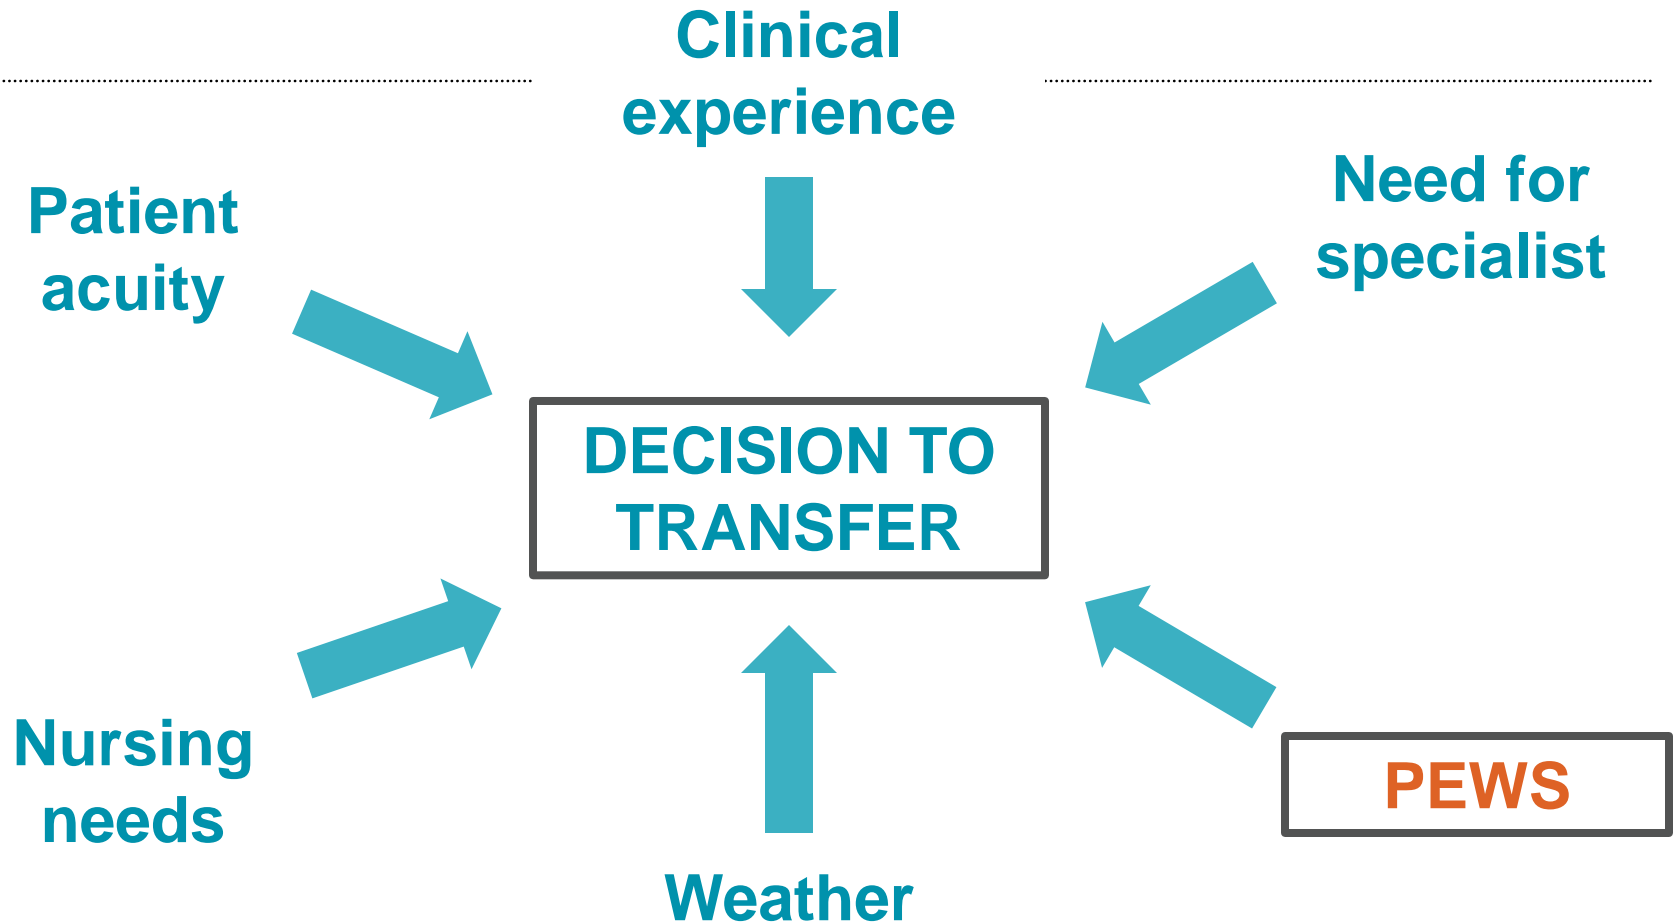 Clinical
experience
Patient
acuity
Need for
specialist
DECISION TO
TRANSFER
Nursing
needs
PEWS
Weather